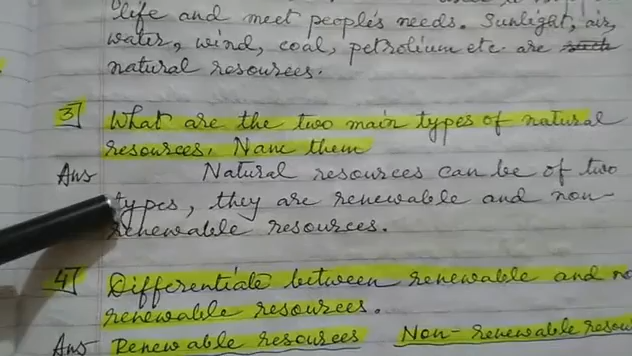 life and meet people's needs. Sunlight, air,
water, wind, coal, petrolium etc. are
natural resources.
3 What are the two main types of natural
resources. Name them
Ans Natural resources can be of two
types, they are renewable and non-
renewable resources.
4 Differentiate between renewable and no
renewable resources.
Ans Renewable resources Non-renewable resou